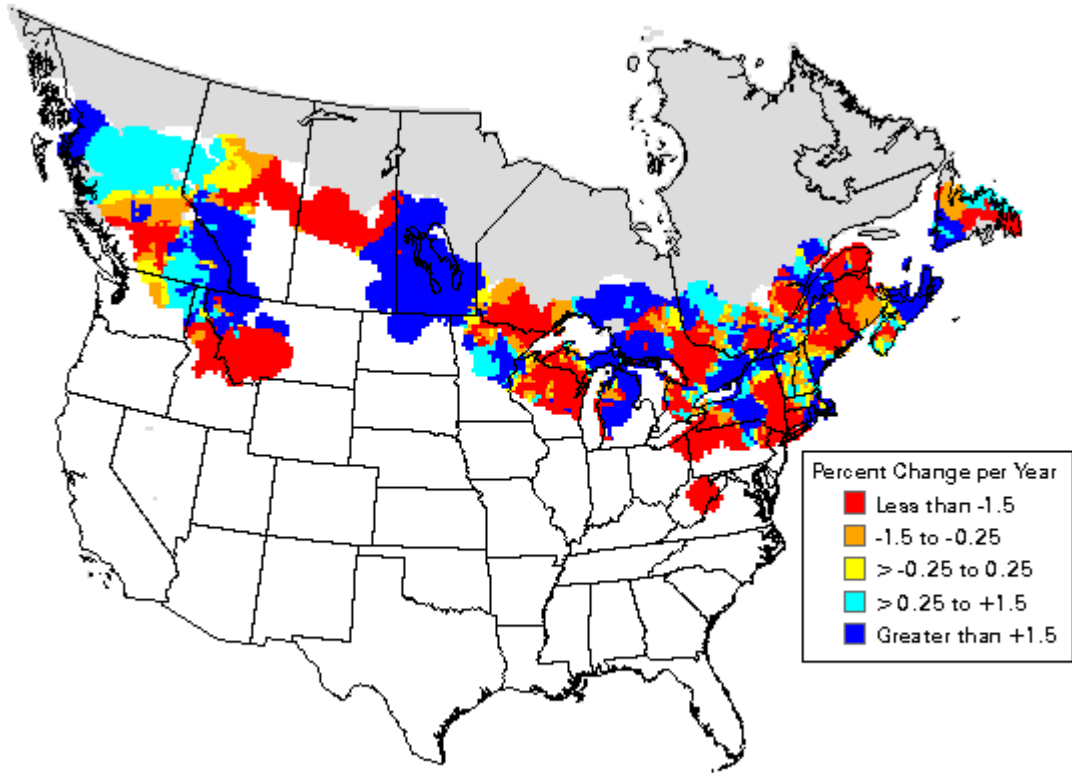 Percent Change per Year
Less than -1.5
-1.5 to -0.25
> -0.25 to 0.25
> 0.25 to +1.5
Greater than +1.5